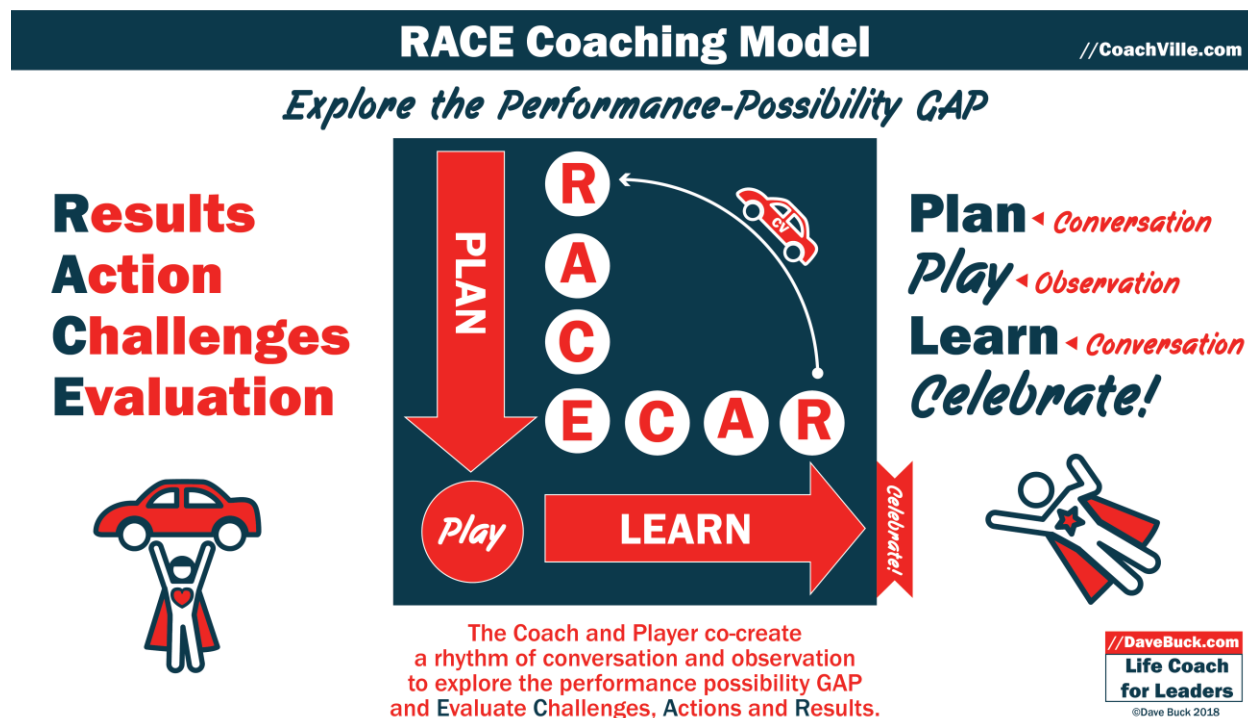 RACE Coaching Model
//CoachVille.com
Explore the Performance-Possibility GAP
Results
Action
Challenges
Evaluation
PLAN
R
A
C
E C A R
CV
Play
LEARN
Celebrate!
Plan Conversation
Play Observation
Learn Conversation
Celebrate!
The Coach and Player co-create
a rhythm of conversation and observation
to explore the performance possibility GAP
and Evaluate Challenges, Actions and Results.
//DaveBuck.com
Life Coach
for Leaders
©Dave Buck 2018